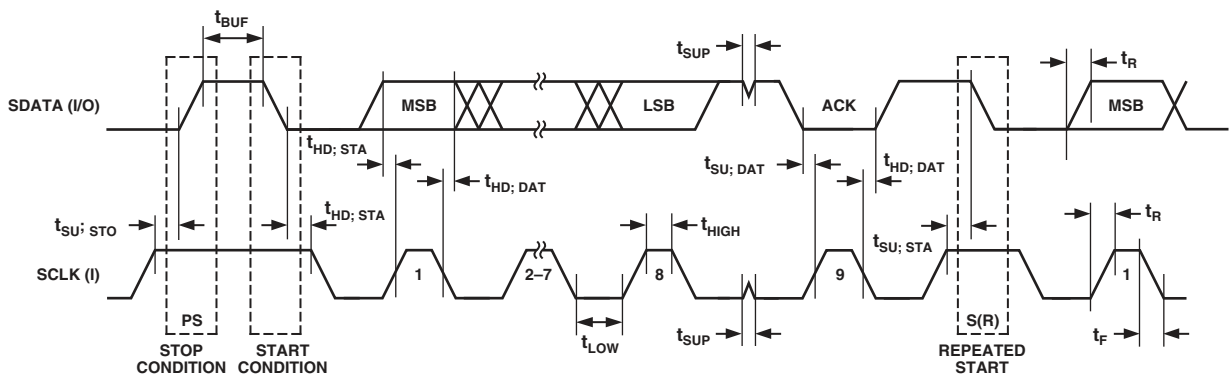 tBUF
tSUP
tR
SDATA (I/O)
MSB
LSB
ACK
MSB
tHD; STA
tHD; DAT
tSU; DAT
tHD; DAT
tSU; STO
tHD; STA
tHIGH
tSU; STA
tR
SCLK (I)
1
2–7
8
9
1
PS
S(R)
tLOW
tSUP
tF
STOP
CONDITION
START
CONDITION
REPEATED
START